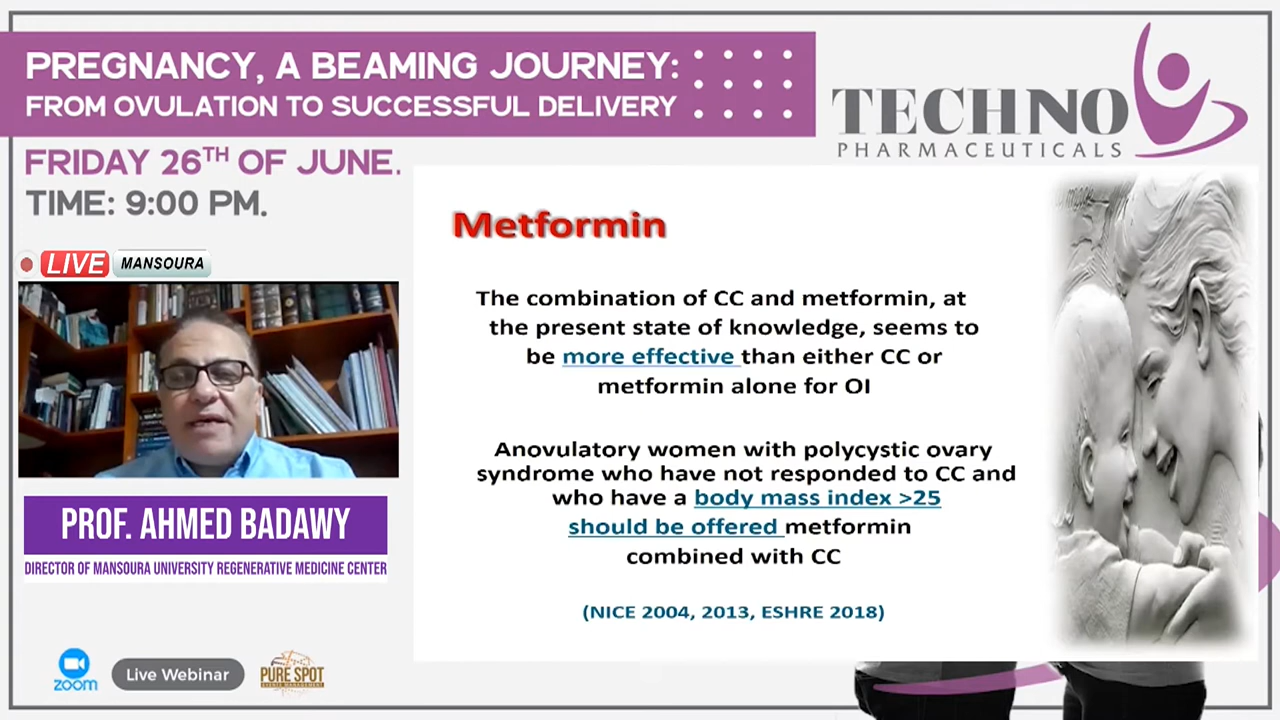 PREGNANCY, A BEAMING JOURNEY:
FROM OVULATION TO SUCCESSFUL DELIVERY
TECHNO
PHARMACEUTICALS
FRIDAY 26TH OF JUNE.
TIME: 9:00 PM.
LIVE
MANSOURA
PROF. AHMED BADAWY
DIRECTOR OF MANSOURA UNIVERSITY REGENERATIVE MEDICINE CENTER
Metformin
The combination of CC and metformin, at
the present state of knowledge, seems to
be more effective than either CC or
metformin alone for OI
Anovulatory women with polycystic ovary
syndrome who have not responded to CC and
who have a body mass index >25
should be offered metformin
combined with CC
(NICE 2004, 2013, ESHRE 2018)
zoom
Live Webinar
PURE SPOT
EVENTS MANAGEMENT